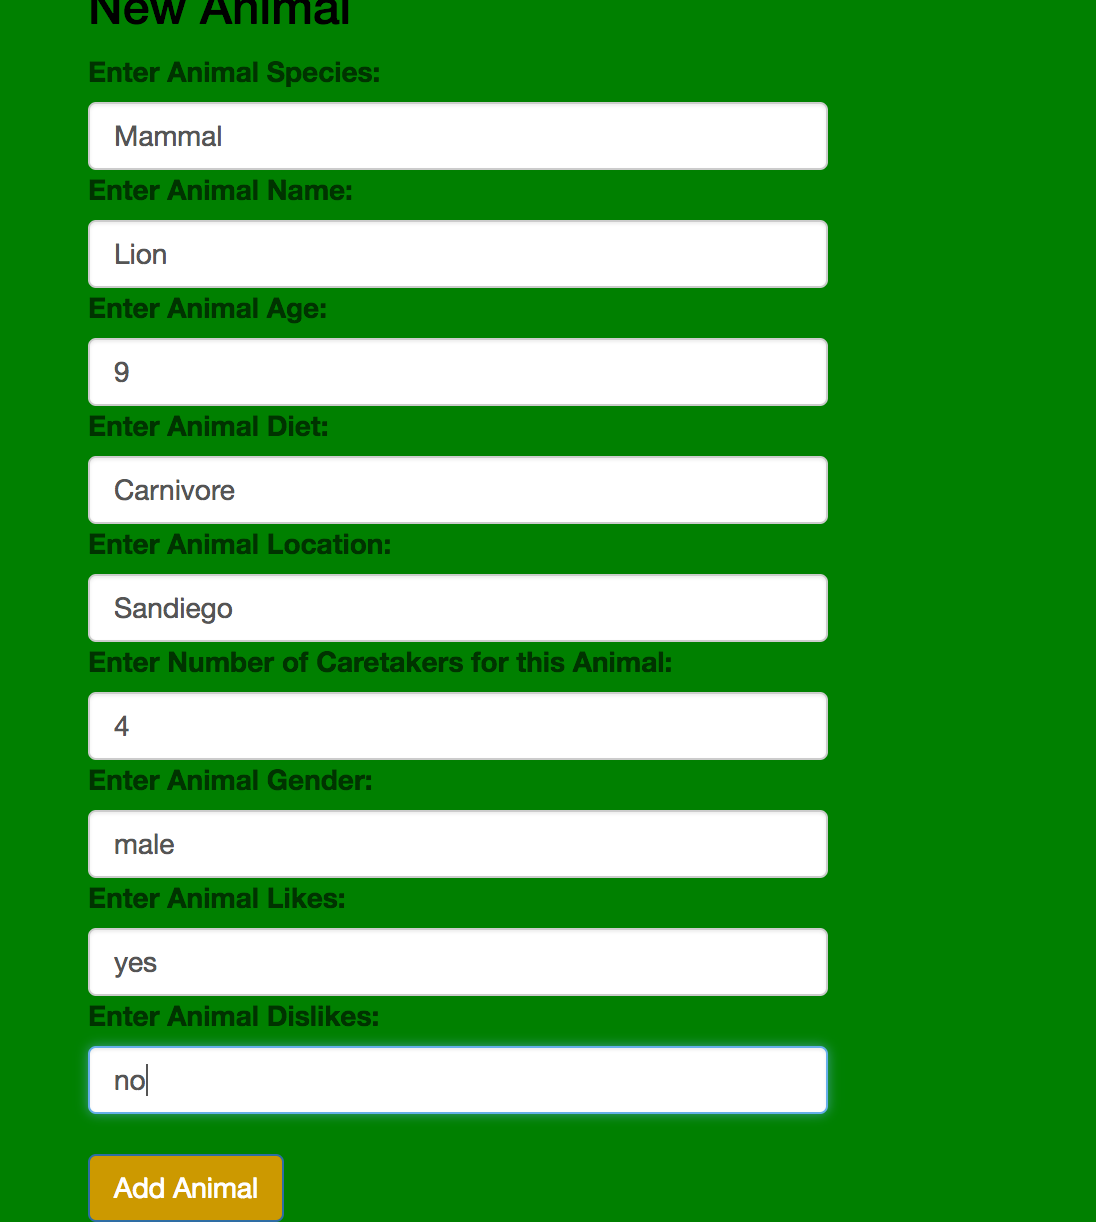 New Animal
Enter Animal Species:
Mammal
Enter Animal Name:
Lion
Enter Animal Age:
9
Enter Animal Diet:
Carnivore
Enter Animal Location:
Sandiego
Enter Number of Caretakers for this Animal:
4
Enter Animal Gender:
male
Enter Animal Likes:
yes
Enter Animal Dislikes:
no
Add Animal